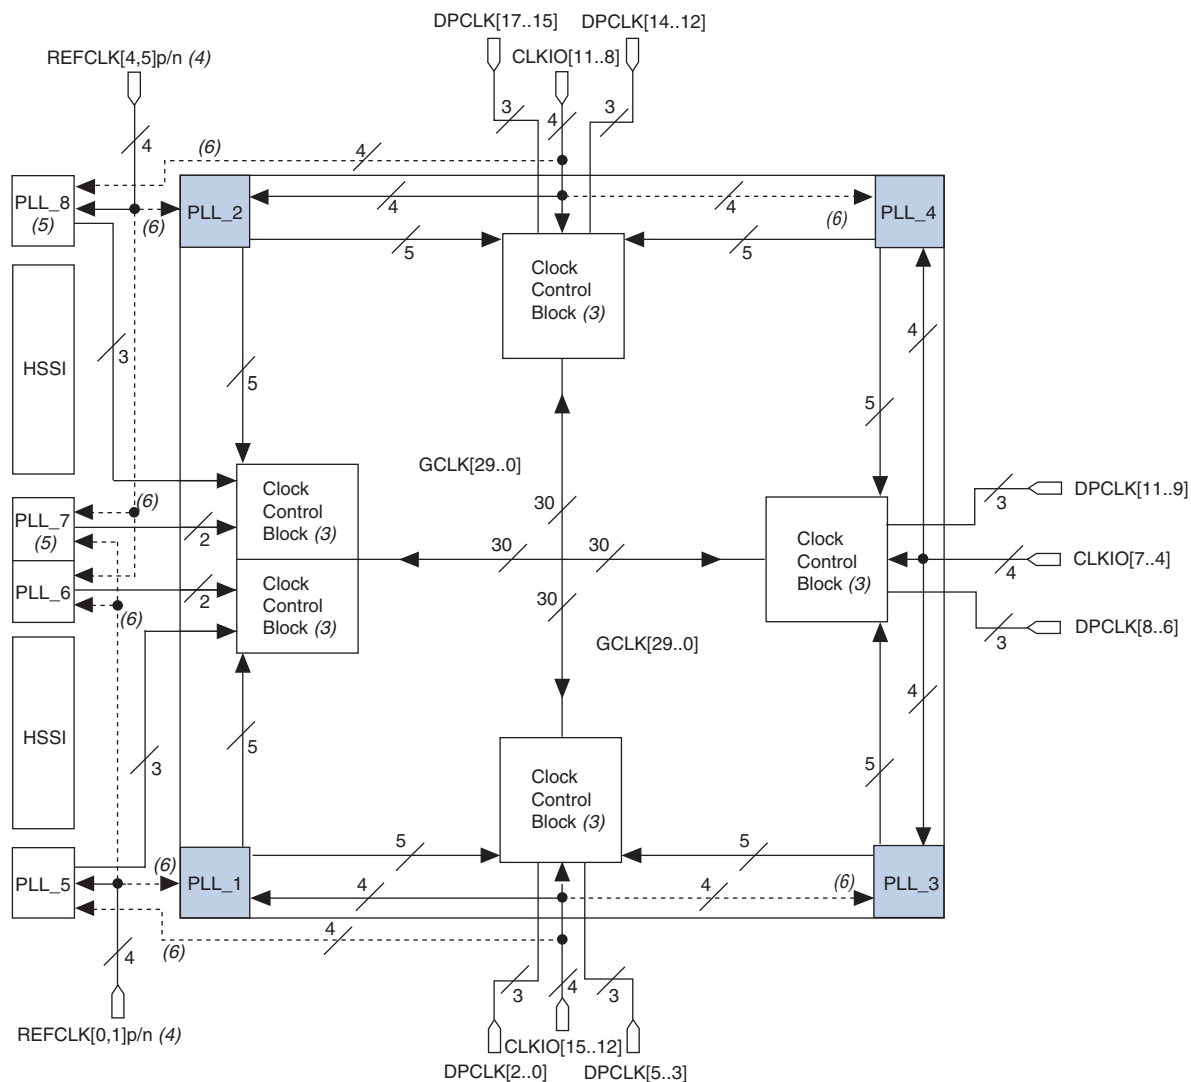 DPCLK[17..15]
DPCLK[14..12]
REFCLK[4,5]p/n (4)
CLKIO[11..8]
3
4
3
4
(6)
4
PLL_8
(5)
(6)
PLL_2
4
4
(6)
PLL_4
5
5
Clock
Control
Block (3)
HSSI
3
5
4
5
GCLK[29..0]
(6)
PLL_7
(5)
2
Clock
Control
Block (3)
30
30
30
30
3
DPCLK[11..9]
Clock
Control
Block (3)
4
CLKIO[7..4]
PLL_6
2
(6)
Clock
Control
Block (3)
GCLK[29..0]
3
DPCLK[8..6]
4
HSSI
3
5
5
Clock
Control
Block (3)
5
5
PLL_5
(6)
PLL_1
4
4
(6)
PLL_3
4
(6)
4
3
4
3
REFCLK[0,1]p/n (4)
CLKIO[15..12]
DPCLK[2..0]
DPCLK[5..3]